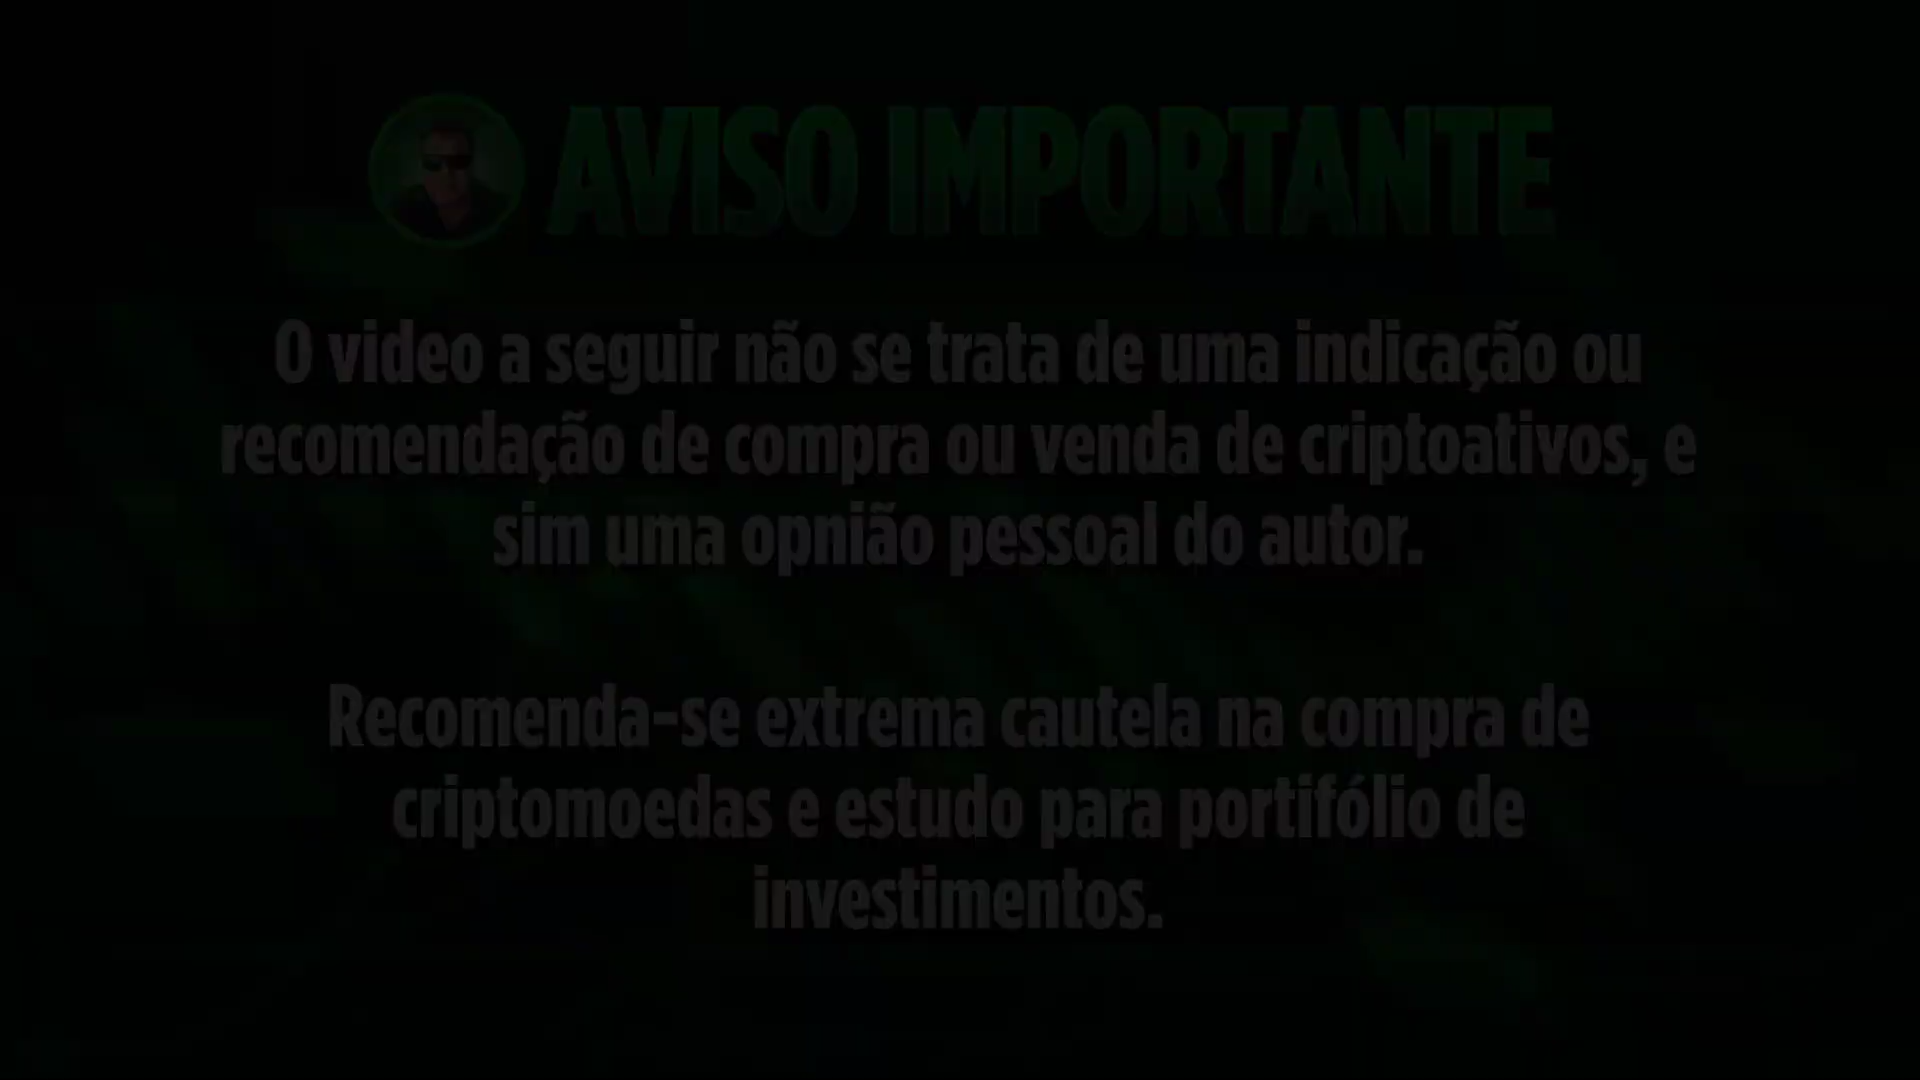 AVISO IMPORTANTE
O video a seguir não se trata de uma indicação ou
recomendação de compra ou venda de criptoativos, e
sim uma opnião pessoal do autor.
Recomenda-se extrema cautela na compra de
criptomoedas e estudo para portifólio de
investimentos.